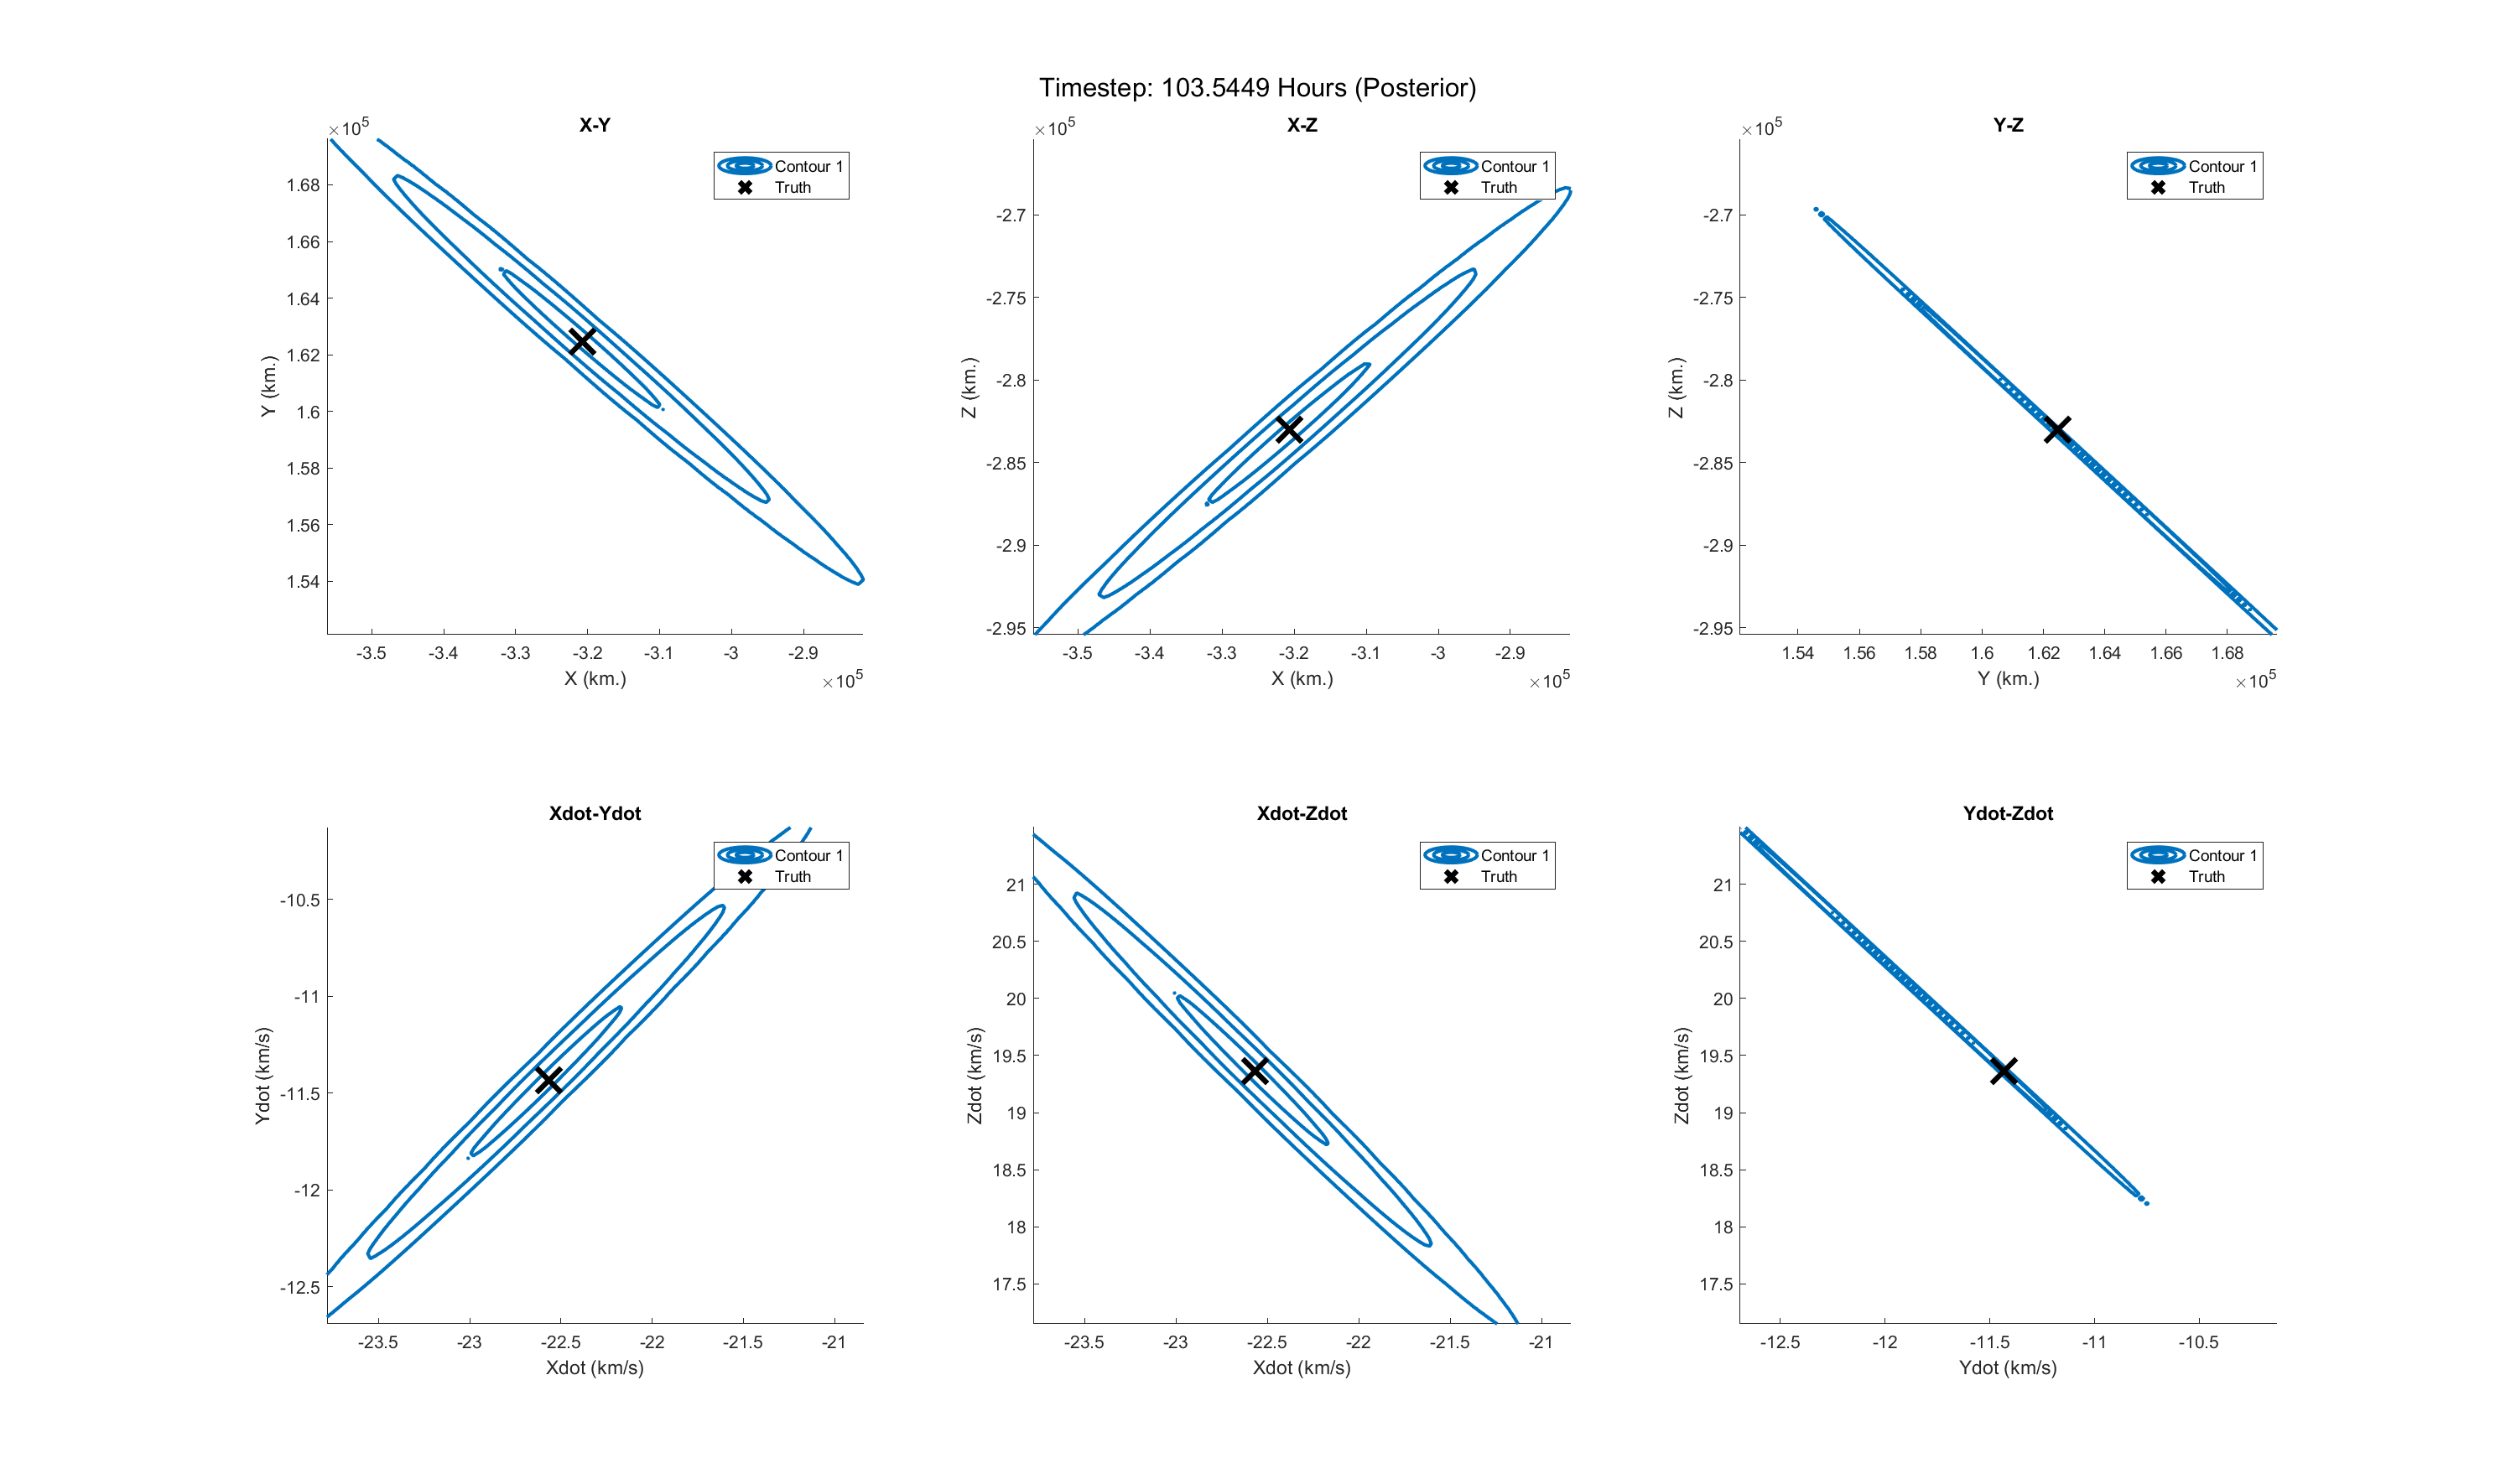 Timestep: 103.5449 Hours (Posterior)
X-Y
×10^5
Contour 1
Truth
1.68
1.66
1.64
1.62
1.6
1.58
1.56
1.54
Y (km.)
-3.5 -3.4 -3.3 -3.2 -3.1 -3 -2.9
X (km.)
×10^5
X-Z
×10^5
Contour 1
Truth
-2.7
-2.75
-2.8
-2.85
-2.9
-2.95
Z (km.)
-3.5 -3.4 -3.3 -3.2 -3.1 -3 -2.9
X (km.)
×10^5
Y-Z
×10^5
Contour 1
Truth
-2.7
-2.75
-2.8
-2.85
-2.9
-2.95
Z (km.)
1.54 1.56 1.58 1.6 1.62 1.64 1.66 1.68
Y (km.)
×10^5
Xdot-Ydot
Contour 1
Truth
-10.5
-11
-11.5
-12
-12.5
Ydot (km/s)
-23.5 -23 -22.5 -22 -21.5 -21
Xdot (km/s)
Xdot-Zdot
Contour 1
Truth
21
20.5
20
19.5
19
18.5
18
17.5
Zdot (km/s)
-23.5 -23 -22.5 -22 -21.5 -21
Xdot (km/s)
Ydot-Zdot
Contour 1
Truth
21
20.5
20
19.5
19
18.5
18
17.5
Zdot (km/s)
-12.5 -12 -11.5 -11 -10.5
Ydot (km/s)